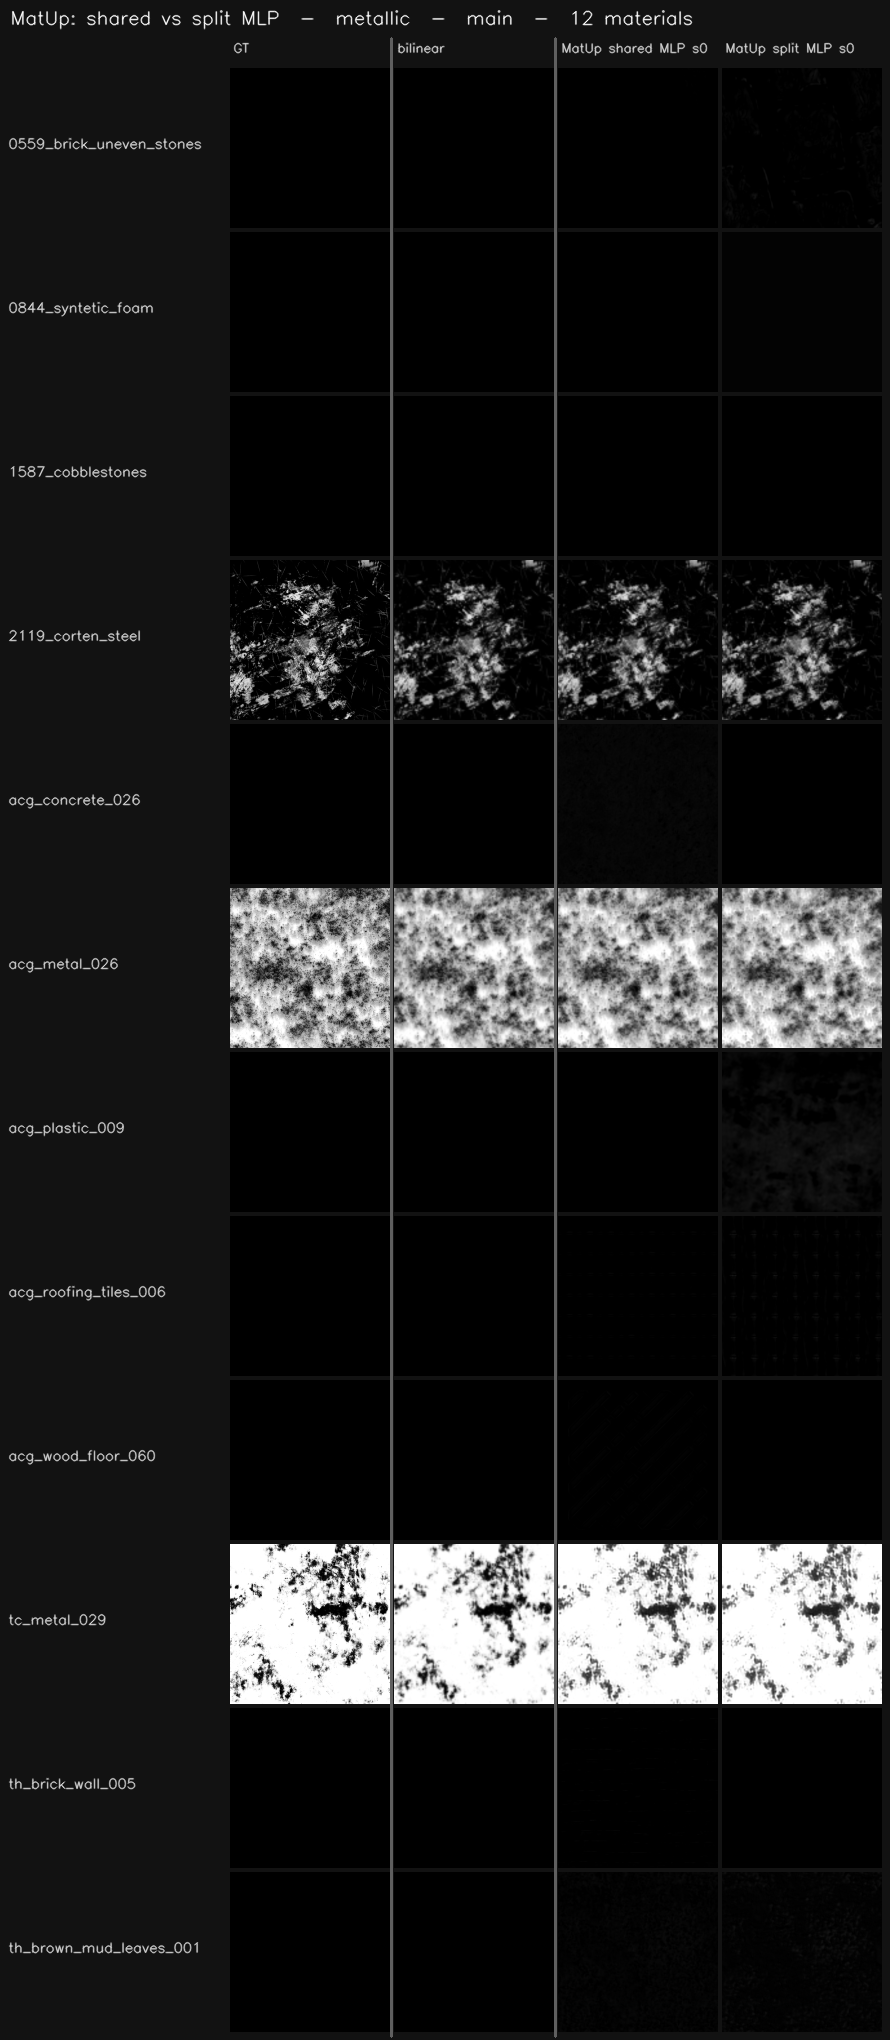 MatUp: shared vs split MLP – metallic – main – 12 materials
GT bilinear MatUp shared MLP s0 MatUp split MLP s0
0559_brick_uneven_stones
0844_syntetic_foam
1587_cobblestones
2119_corten_steel
acg_concrete_026
acg_metal_026
acg_plastic_009
acg_roofing_tiles_006
acg_wood_floor_060
tc_metal_029
th_brick_wall_005
th_brown_mud_leaves_001